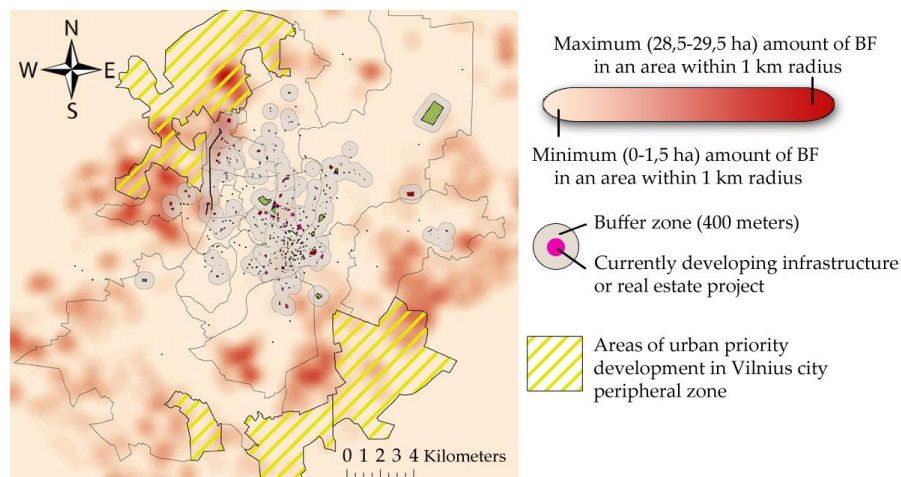 N
W E
S
0 1 2 3 4 Kilometers
Maximum (28,5-29,5 ha) amount of BF
in an area within 1 km radius
Minimum (0-1,5 ha) amount of BF
in an area within 1 km radius
Buffer zone (400 meters)
Currently developing infrastructure
or real estate project
Areas of urban priority
development in Vilnius city
peripheral zone